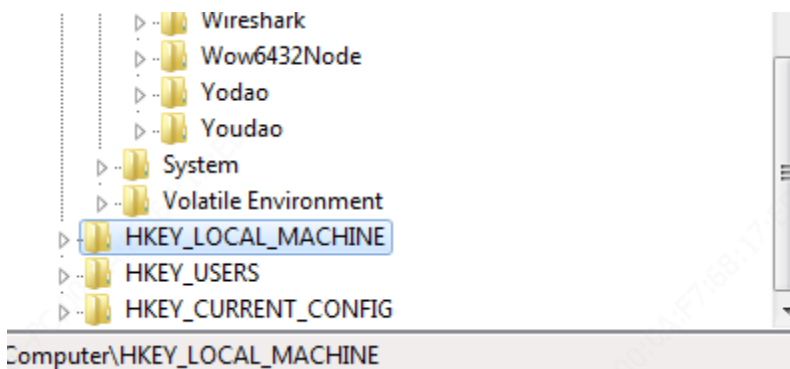 Wireshark
Wow6432Node
Yodao
Youdao
System
Volatile Environment
HKEY_LOCAL_MACHINE
HKEY_USERS
HKEY_CURRENT_CONFIG
Computer\HKEY_LOCAL_MACHINE